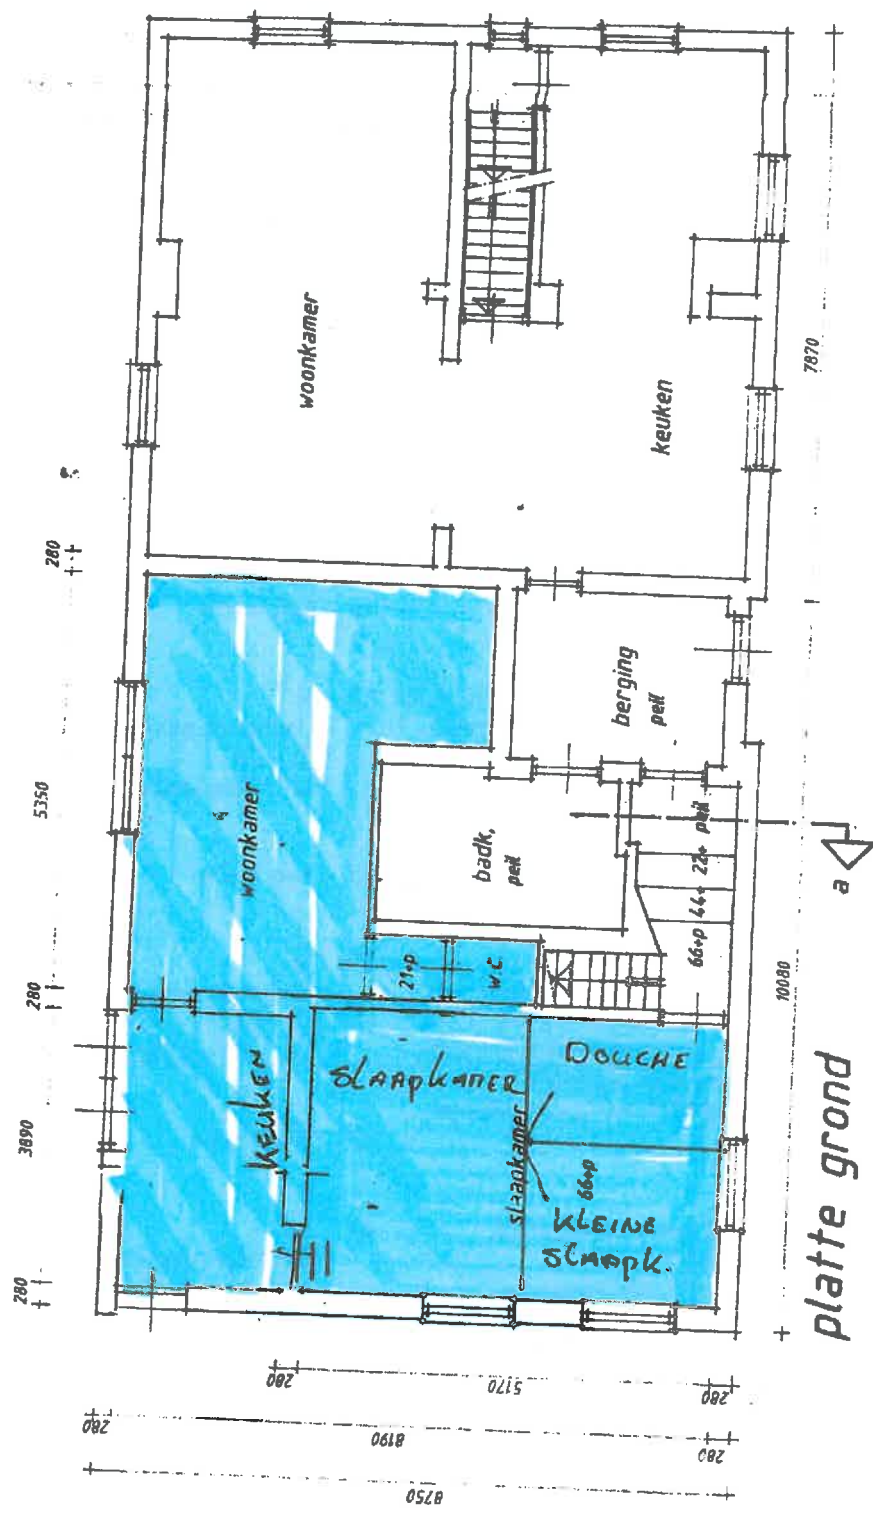 woonkamer
keuken
7870
280
5350
280
3890
280
woonkamer
berging
peil
badk.
peil
21+p
w.c
66+p 44+ 22+ peil
a
10080
KEUKEN
SLAAPKAMER
DOUCHE
slaapkamer
66+p
KLEINE
SLAAPK.
platte grond
280
5170
280
280
8190
280
8750